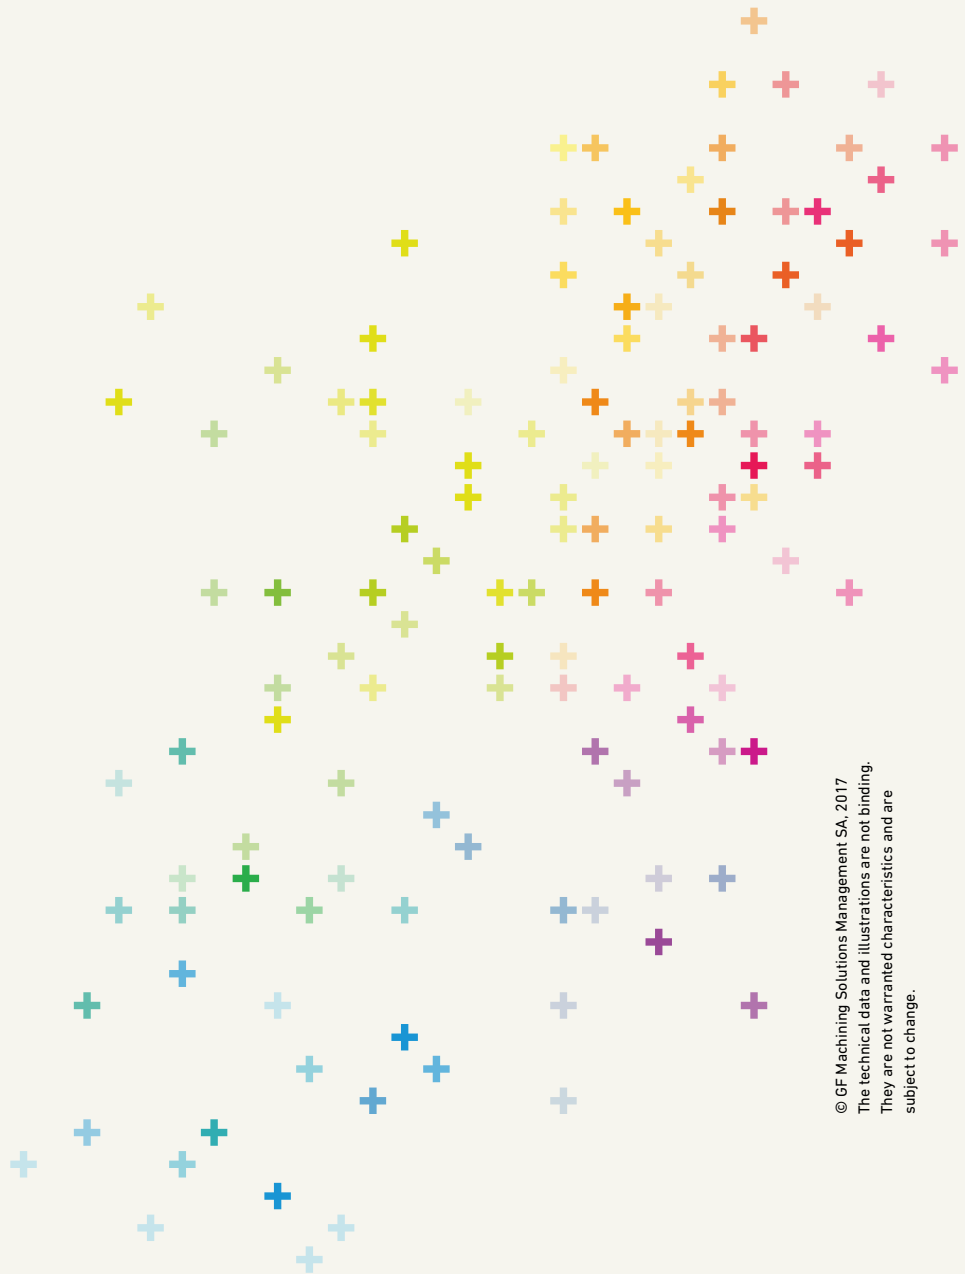 © GF Machining Solutions Management SA, 2017
The technical data and illustrations are not binding.
They are not warranted characteristics and are
subject to change.